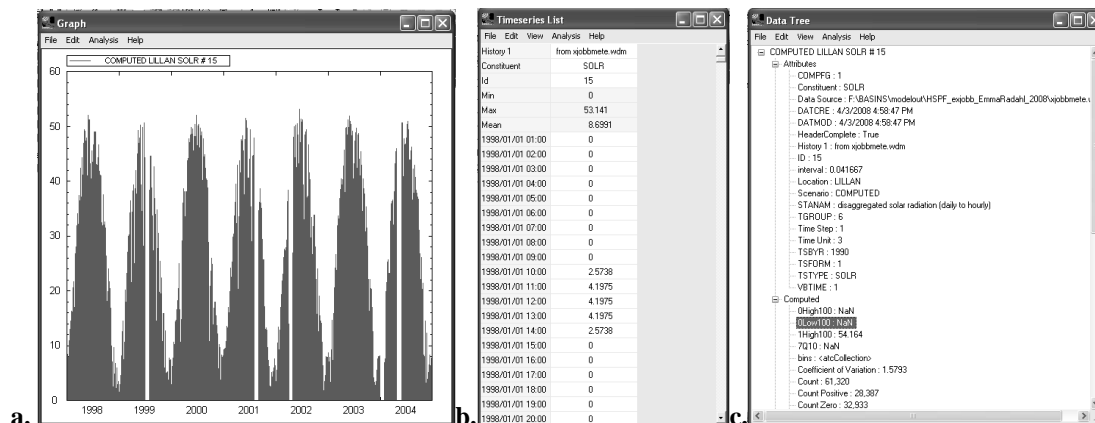 Graph
File Edit Analysis Help
COMPUTED LILLAN SOLR # 15
60
50
40
30
20
10
0
1998 1999 2000 2001 2002 2003 2004
a.
Timeseries List
File Edit View Analysis Help
History 1 from xjobbmete.wdm
Constituent SOLR
Id 15
Min 0
Max 53.141
Mean 8.6991
1998/01/01 01:00 0
1998/01/01 02:00 0
1998/01/01 03:00 0
1998/01/01 04:00 0
1998/01/01 05:00 0
1998/01/01 06:00 0
1998/01/01 07:00 0
1998/01/01 08:00 0
1998/01/01 09:00 0
1998/01/01 10:00 2.5738
1998/01/01 11:00 4.1975
1998/01/01 12:00 4.1975
1998/01/01 13:00 4.1975
1998/01/01 14:00 2.5738
1998/01/01 15:00 0
1998/01/01 16:00 0
1998/01/01 17:00 0
1998/01/01 18:00 0
1998/01/01 19:00 0
1998/01/01 20:00 0
b.
Data Tree
File Edit View Analysis Help
COMPUTED LILLAN SOLR # 15
Attributes
COMPFG : 1
Constituent : SOLR
Data Source : F:\BASINS\modelout\HSPF_exjobb_EmmaRadahl_2008\xjobbmete.
DATCRE : 4/3/2008 4:58:47 PM
DATMOD : 4/3/2008 4:58:47 PM
HeaderComplete : True
History 1 : from xjobbmete.wdm
ID : 15
interval : 0.041667
Location : LILLAN
Scenario : COMPUTED
STANAM : disaggregated solar radiation (daily to hourly)
TGROUP : 6
Time Step : 1
Time Unit : 3
TSBYR : 1990
TSFORM : 1
TSTYPE : SOLR
VBTIME : 1
Computed
0High100 : NaN
0Low100 : NaN
1High100 : 54.164
7Q10 : NaN
bins : <atcCollection>
Coefficient of Variation : 1.5793
Count : 61,320
Count Positive : 28,387
Count Zero : 32,933
c.